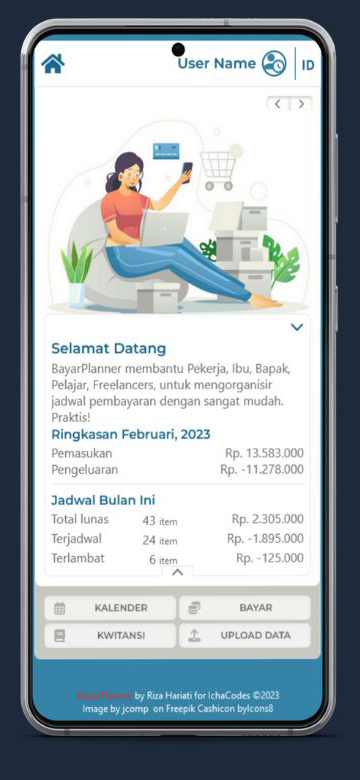 User Name ID
Selamat Datang
BayarPlanner membantu Pekerja, Ibu, Bapak,
Pelajar, Freelancers, untuk mengorganisir
jadwal pembayaran dengan sangat mudah.
Praktis!
Ringkasan Februari, 2023
Pemasukan Rp. 13.583.000
Pengeluaran Rp. -11.278.000
Jadwal Bulan Ini
Total lunas 43 item Rp. 2.305.000
Terjadwal 24 item Rp. -1.895.000
Terlambat 6 item Rp. -125.000
KALENDER BAYAR
KWITANSI UPLOAD DATA
BayarPlanner by Riza Hariati for IchaCodes ©2023
Image by jcomp on Freepik Cashicon byIcons8